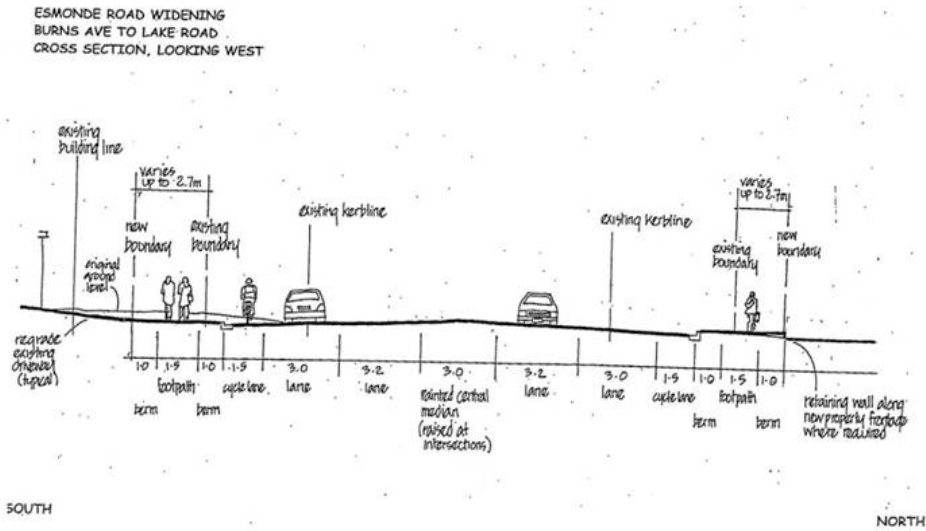 ESMONDE ROAD WIDENING
BURNS AVE TO LAKE ROAD
CROSS SECTION, LOOKING WEST
existing
building line
varies
up to 2.7m
new
boundary
existing
boundary
existing kerbline
existing kerbline
varies
up to 2.7m
existing
boundary
new
boundary
original
ground
level
regrade
existing
driveway
(typical)
1.0 1.5 1.0 1.5 3.0 3.2 3.0 3.2 3.0 1.5 1.0 1.5 1.0
berm
footpath
berm
cycle lane
lane
lane
Painted central
median
(raised at
intersections)
lane
lane
cycle lane
berm
footpath
berm
retaining wall along
new property frontage
where required
SOUTH
NORTH